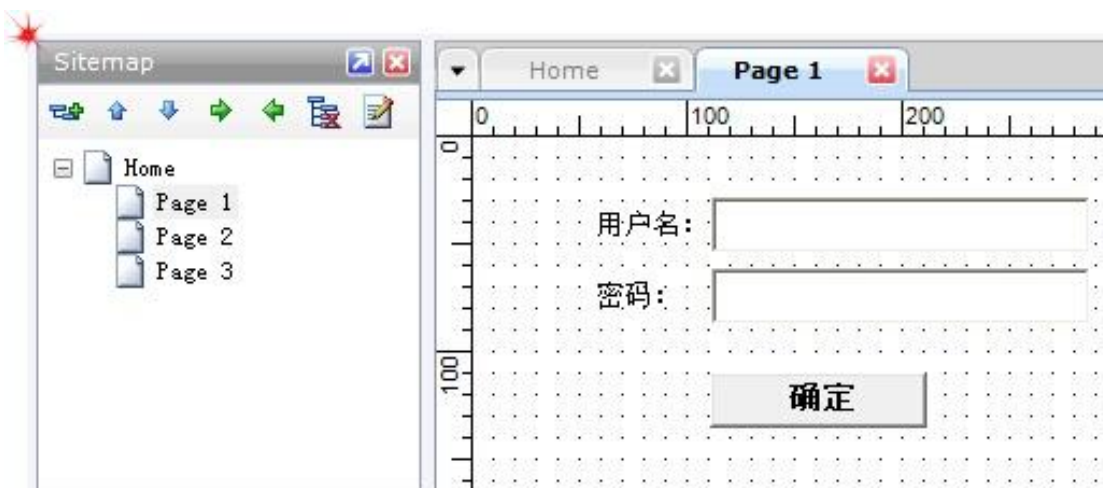 Sitemap
Home
Page 1
Page 2
Page 3
Home Page 1
0 100 200
0
100
用户名:
密码:
确定